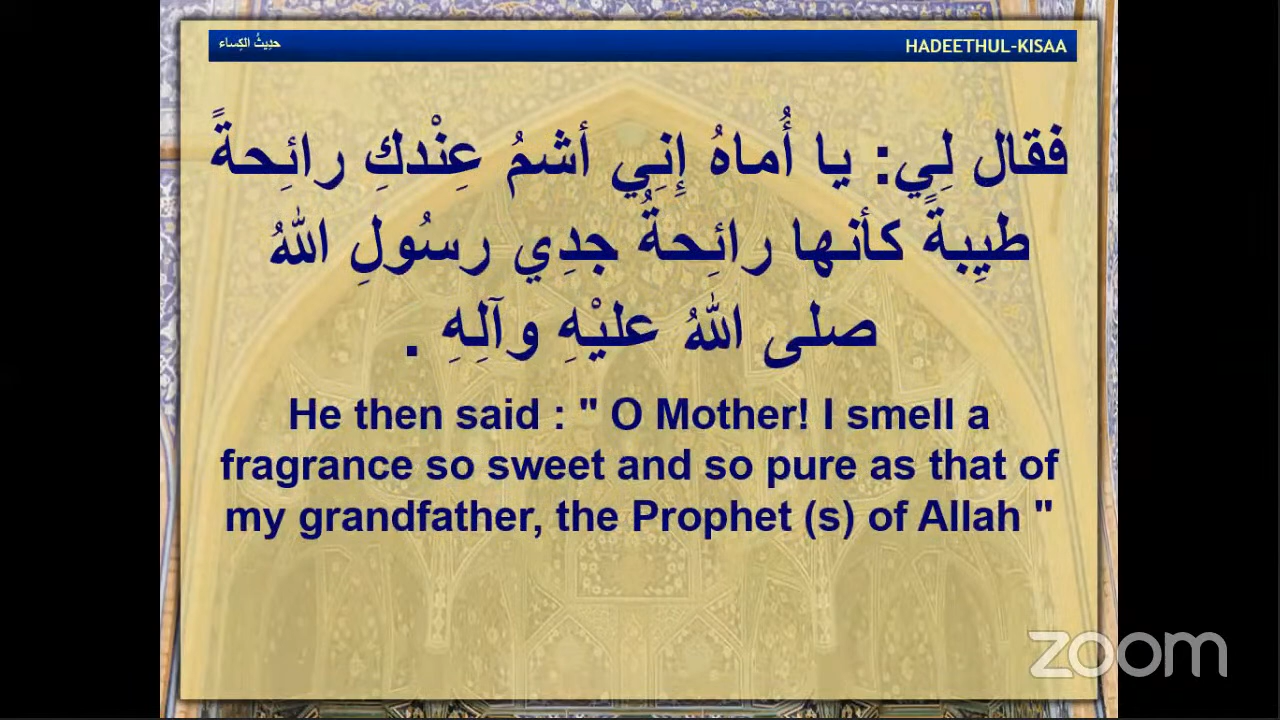 حديثُ الكِساء
HADEETHUL-KISAA
فقال لِي: يا أُماهُ إِنِي أشمُ عِنْدكِ رائِحةً
طيِبةً كأنها رائِحةُ جدِي رسُولِ اللهُ
صلى اللهُ عليْهِ وآلِهِ .
He then said : " O Mother! I smell a
fragrance so sweet and so pure as that of
my grandfather, the Prophet (s) of Allah "
zoom